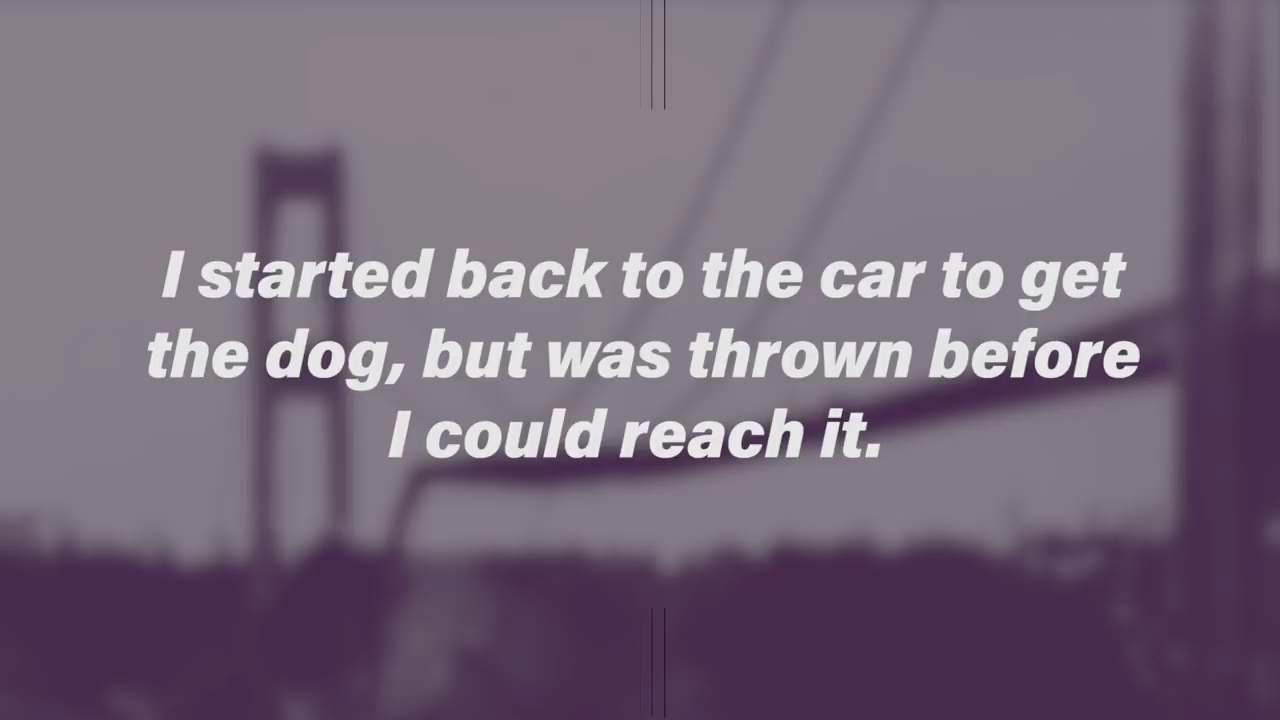 I started back to the car to get
the dog, but was thrown before
I could reach it.